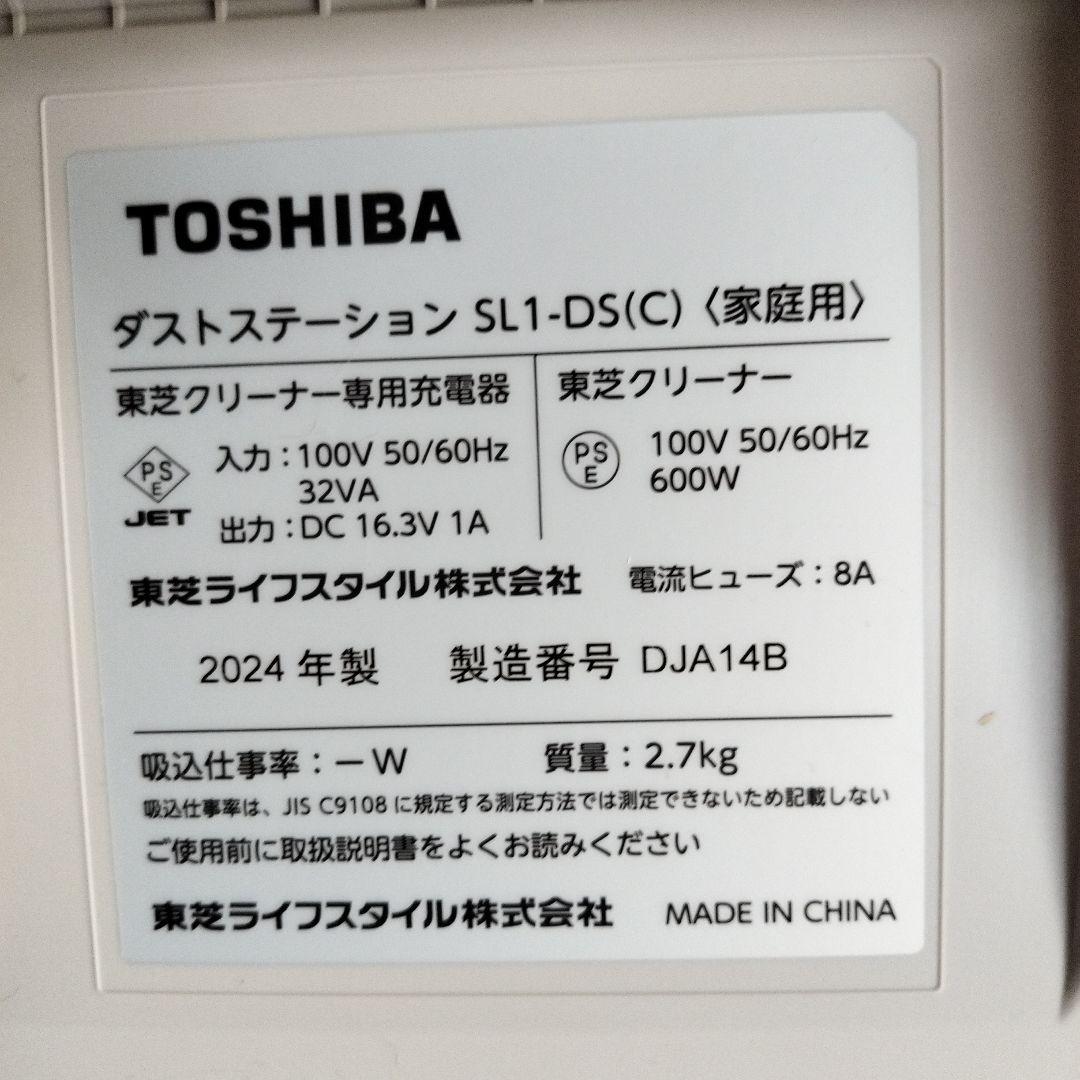 TOSHIBA
ダストステーション SL1-DS(C)〈家庭用〉
東芝クリーナー専用充電器
PS
E
JET
入力：100V 50/60Hz
32VA
出力：DC 16.3V 1A
東芝クリーナー
PS
E
100V 50/60Hz
600W
東芝ライフスタイル株式会社 電流ヒューズ：8A
2024 年製 製造番号 DJA14B
吸込仕事率：－W 質量：2.7kg
吸込仕事率は、JIS C9108 に規定する測定方法では測定できないため記載しない
ご使用前に取扱説明書をよくお読みください
東芝ライフスタイル株式会社 MADE IN CHINA